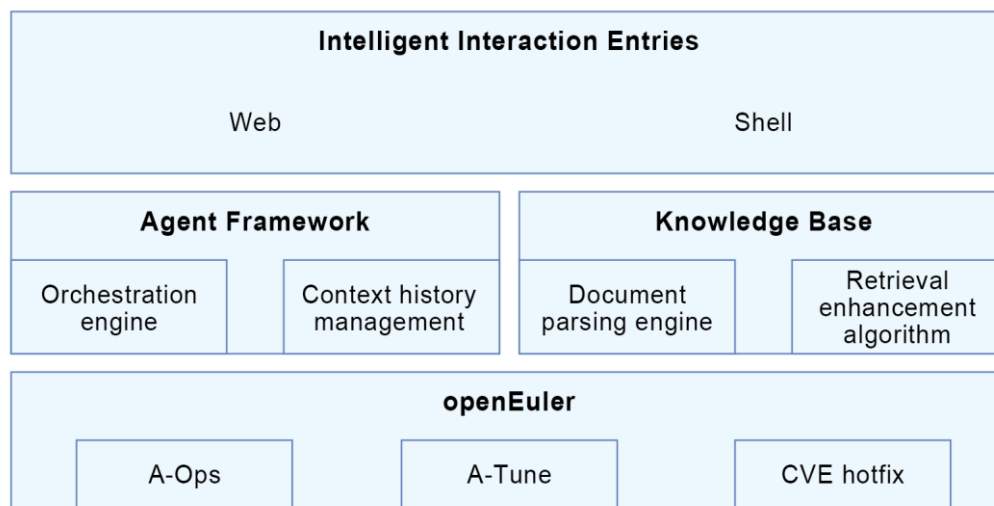 Intelligent Interaction Entries
Web
Shell
Agent Framework
Orchestration
engine
Context history
management
Knowledge Base
Document
parsing engine
Retrieval
enhancement
algorithm
openEuler
A-Ops
A-Tune
CVE hotfix